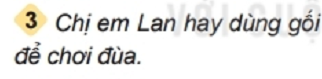 3 Chị em Lan hay dùng gối
để chơi đùa.